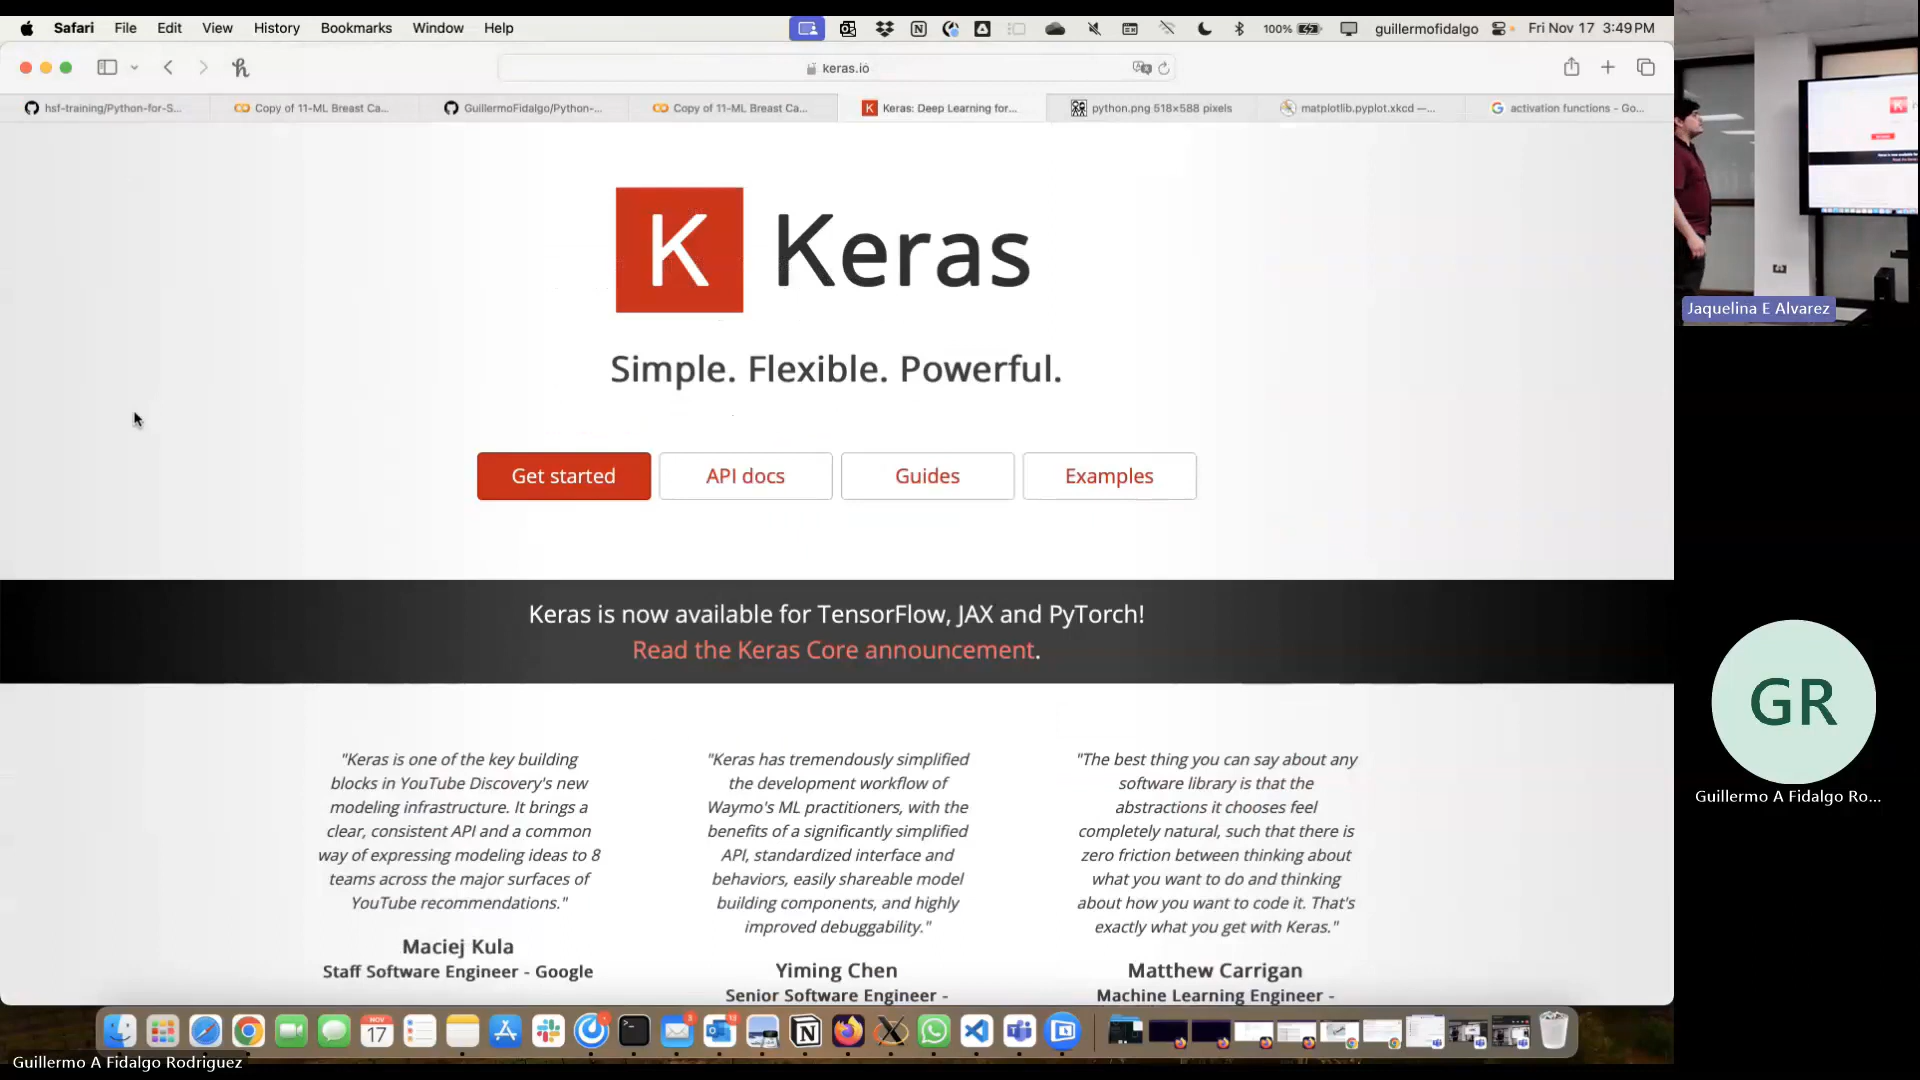 Safari File Edit View History Bookmarks Window Help 100% guillermofidalgo Fri Nov 17 3:49 PM
keras.io
hsf-training/Python-for-S... Copy of 11-ML Breast Ca... GuillermoFidalgo/Python-... Copy of 11-ML Breast Ca... Keras: Deep Learning for... python.png 518×588 pixels matplotlib.pyplot.xkcd —... activation functions - Go...
K Keras
Simple. Flexible. Powerful.
Get started API docs Guides Examples
Keras is now available for TensorFlow, JAX and PyTorch!
Read the Keras Core announcement.
"Keras is one of the key building
blocks in YouTube Discovery's new
modeling infrastructure. It brings a
clear, consistent API and a common
way of expressing modeling ideas to 8
teams across the major surfaces of
YouTube recommendations."
Maciej Kula
Staff Software Engineer - Google
"Keras has tremendously simplified
the development workflow of
Waymo's ML practitioners, with the
benefits of a significantly simplified
API, standardized interface and
behaviors, easily shareable model
building components, and highly
improved debuggability."
Yiming Chen
Senior Software Engineer -
"The best thing you can say about any
software library is that the
abstractions it chooses feel
completely natural, such that there is
zero friction between thinking about
what you want to do and thinking
about how you want to code it. That's
exactly what you get with Keras."
Matthew Carrigan
Machine Learning Engineer -
NOV
17
Guillermo A Fidalgo Rodriguez
Jaquelina E Alvarez
GR
Guillermo A Fidalgo Ro...